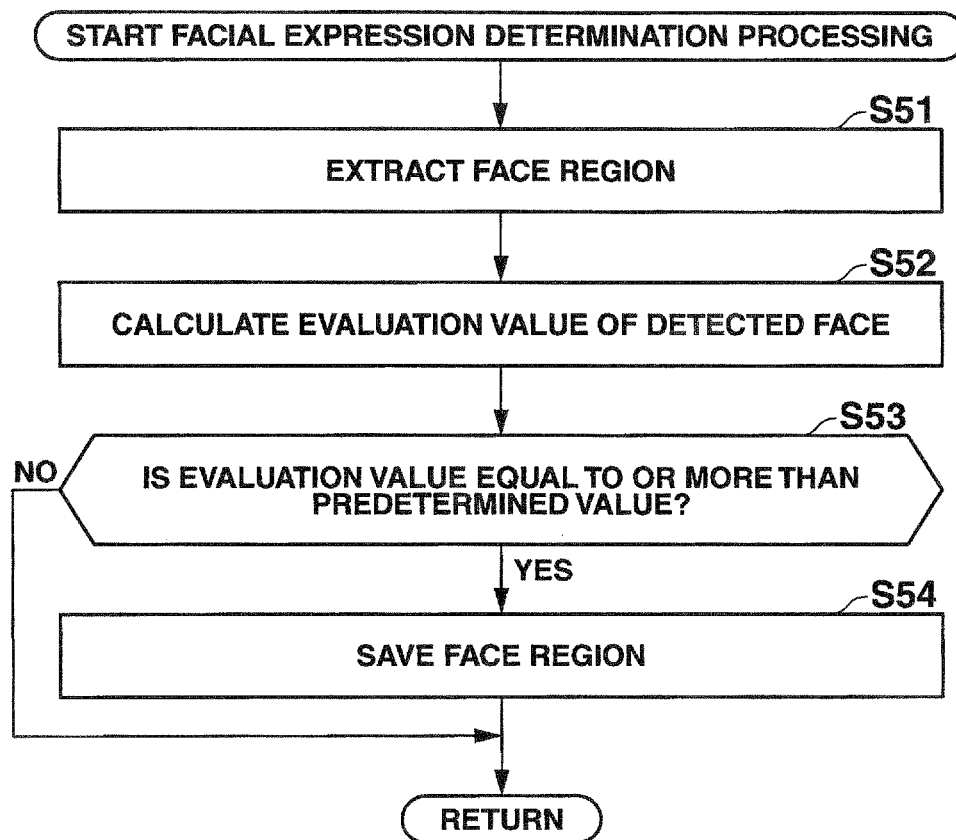 START FACIAL EXPRESSION DETERMINATION PROCESSING
S51
EXTRACT FACE REGION
S52
CALCULATE EVALUATION VALUE OF DETECTED FACE
S53
NO
IS EVALUATION VALUE EQUAL TO OR MORE THAN
PREDETERMINED VALUE?
YES
S54
SAVE FACE REGION
RETURN